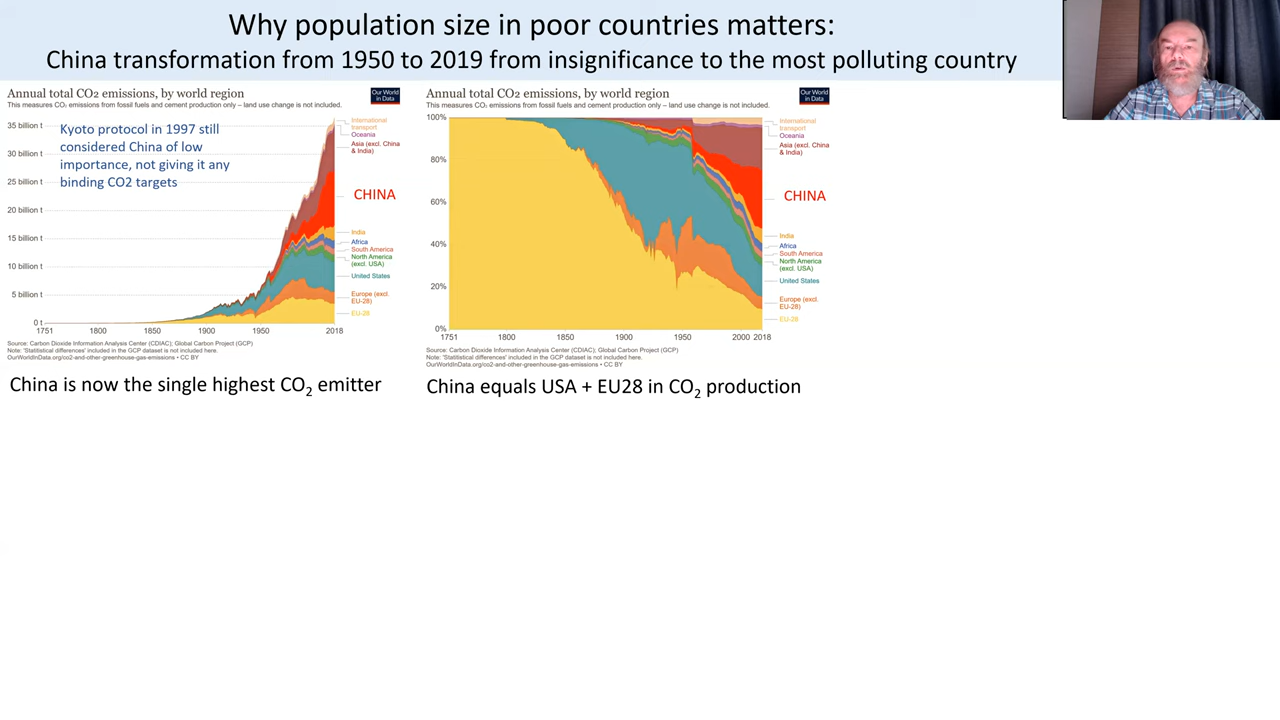 Why population size in poor countries matters:
China transformation from 1950 to 2019 from insignificance to the most polluting country
Annual total CO₂ emissions, by world region
This measures CO₂ emissions from fossil fuels and cement production only – land use change is not included.
Our World
in Data
35 billion t
30 billion t
25 billion t
20 billion t
15 billion t
10 billion t
5 billion t
0 t
Kyoto protocol in 1997 still
considered China of low
importance, not giving it any
binding CO2 targets
International
transport
Oceania
Asia (excl. China
& India)
CHINA
India
Africa
South America
North America
(excl. USA)
United States
Europe (excl.
EU-28)
EU-28
1751
1800
1850
1900
1950
2018
Source: Carbon Dioxide Information Analysis Center (CDIAC); Global Carbon Project (GCP)
Note: 'Statistical differences' included in the GCP dataset is not included here.
OurWorldInData.org/co2-and-other-greenhouse-gas-emissions • CC BY
China is now the single highest CO₂ emitter
Annual total CO₂ emissions, by world region
This measures CO₂ emissions from fossil fuels and cement production only – land use change is not included.
Our World
in Data
100%
80%
60%
40%
20%
0%
International
transport
Oceania
Asia (excl. China
& India)
CHINA
India
Africa
South America
North America
(excl. USA)
United States
Europe (excl.
EU-28)
EU-28
1751
1800
1850
1900
1950
2000
2018
Source: Carbon Dioxide Information Analysis Center (CDIAC); Global Carbon Project (GCP)
Note: 'Statistical differences' included in the GCP dataset is not included here.
OurWorldInData.org/co2-and-other-greenhouse-gas-emissions • CC BY
China equals USA + EU28 in CO₂ production